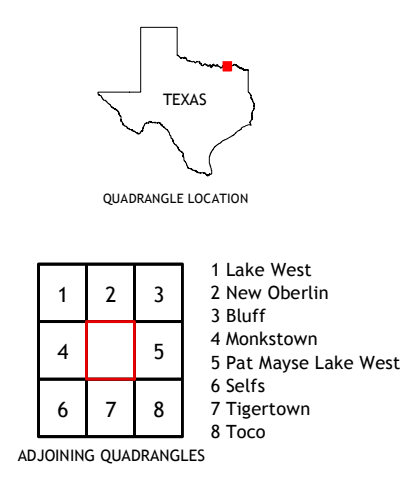 TEXAS
QUADRANGLE LOCATION
1 2 3
4 5
6 7 8
ADJOINING QUADRANGLES
1 Lake West
2 New Oberlin
3 Bluff
4 Monkstown
5 Pat Mayse Lake West
6 Selfs
7 Tigertown
8 Toco